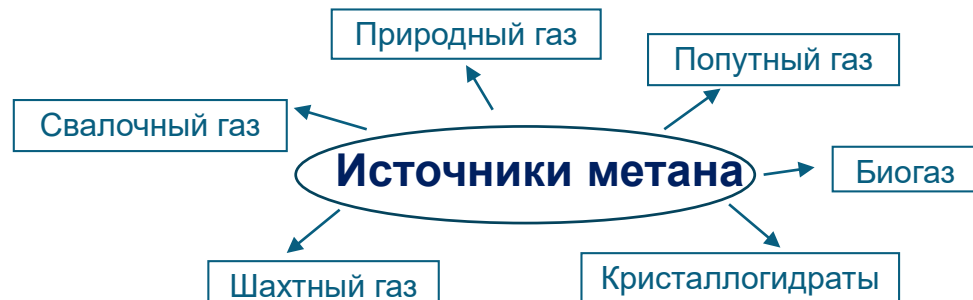 Природный газ
Попутный газ
Свалочный газ
Источники метана
Биогаз
Шахтный газ
Кристаллогидраты